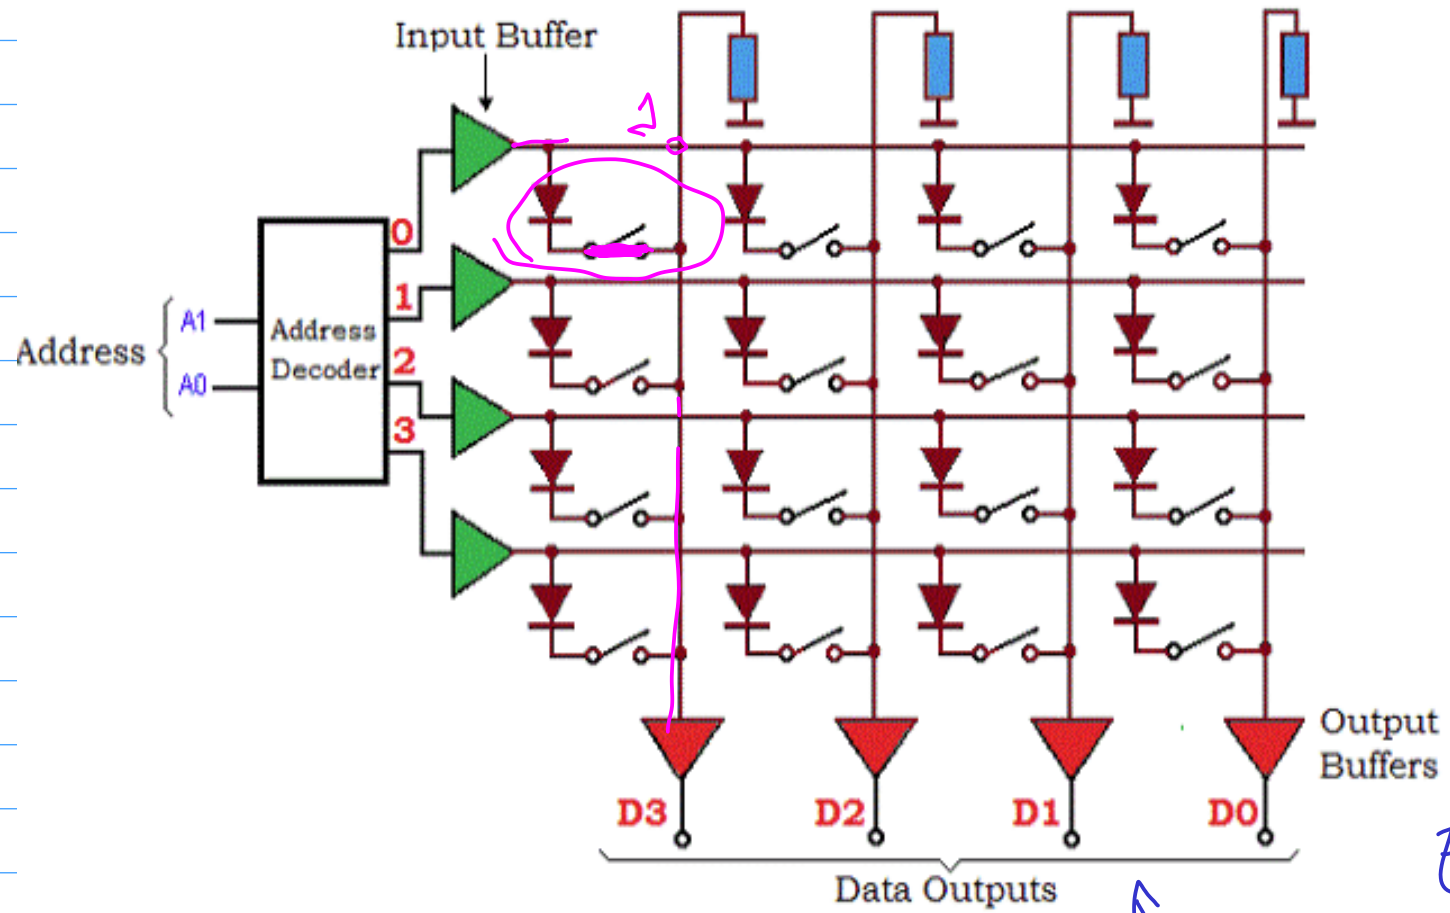 Input Buffer
0
1
Address
A1
A0
Address
Decoder
2
3
Output
Buffers
D3
D2
D1
D0
Data Outputs